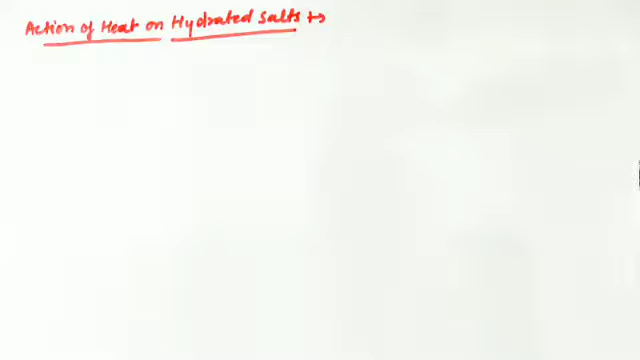 Action of Heat on Hydrated Salts :→